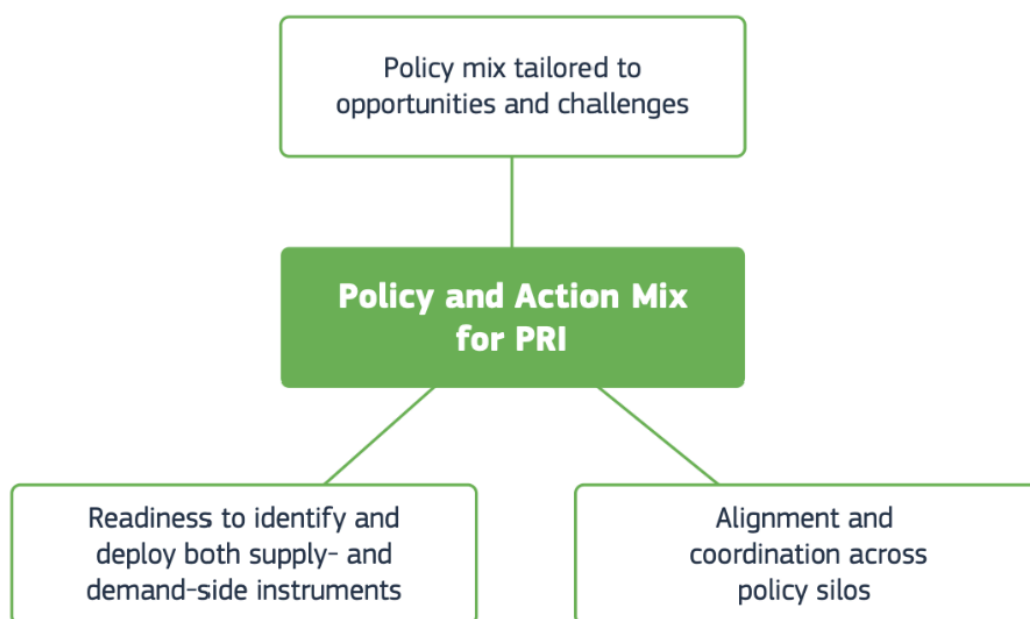 Policy mix tailored to
opportunities and challenges
Policy and Action Mix
for PRI
Readiness to identify and
deploy both supply- and
demand-side instruments
Alignment and
coordination across
policy silos